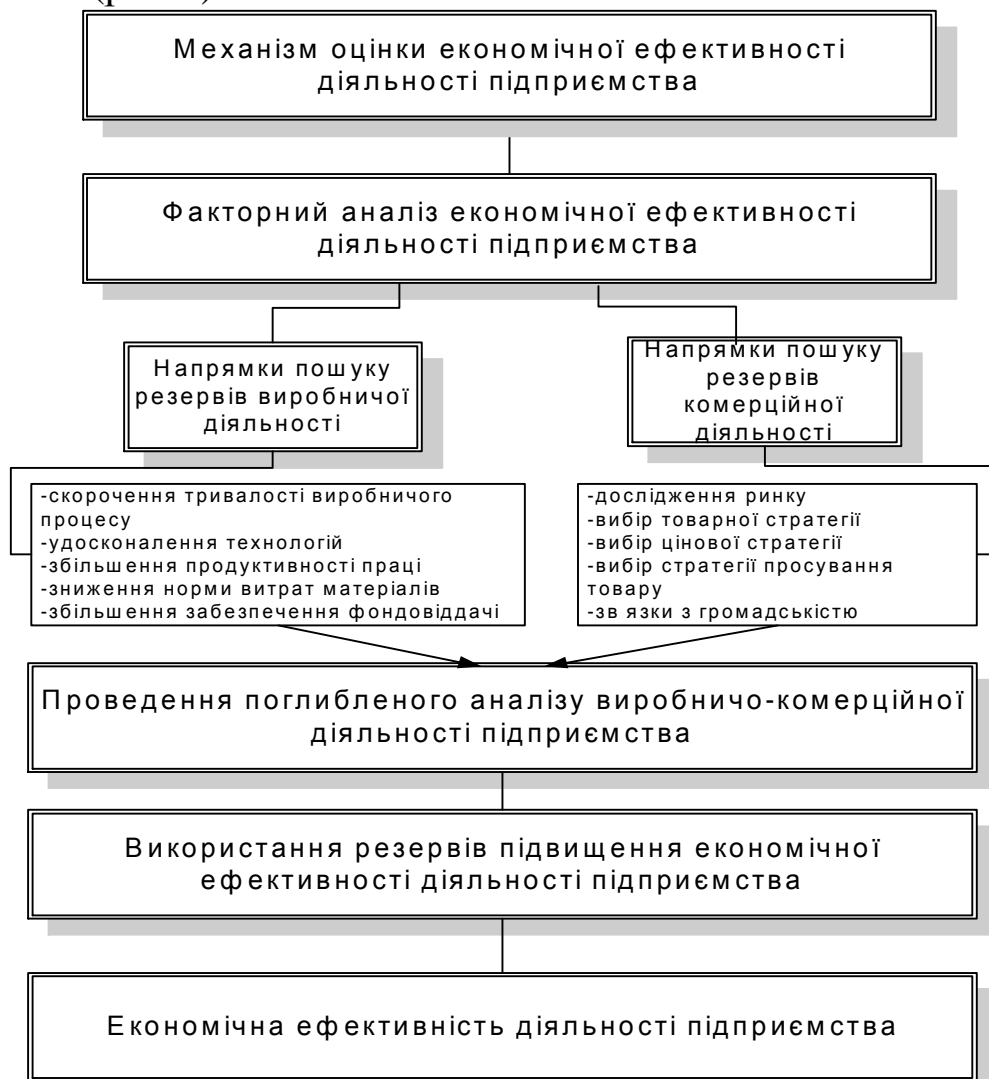 Механізм оцінки економічної ефективності
діяльності підприємства
Факторний аналіз економічної ефективності
діяльності підприємства
Напрямки пошуку
резервів виробничої
діяльності
Напрямки пошуку
резервів
комерційної
діяльності
-скорочення тривалості виробничого
процесу
-удосконалення технологій
-збільшення продуктивності праці
-зниження норми витрат матеріалів
-збільшення забезпечення фондовіддачі
-дослідження ринку
-вибір товарної стратегії
-вибір цінової стратегії
-вибір стратегії просування
товару
-зв язки з громадськістю
Проведення поглибленого аналізу виробничо-комерційної
діяльності підприємства
Використання резервів підвищення економічної
ефективності діяльності підприємства
Економічна ефективність діяльності підприємства